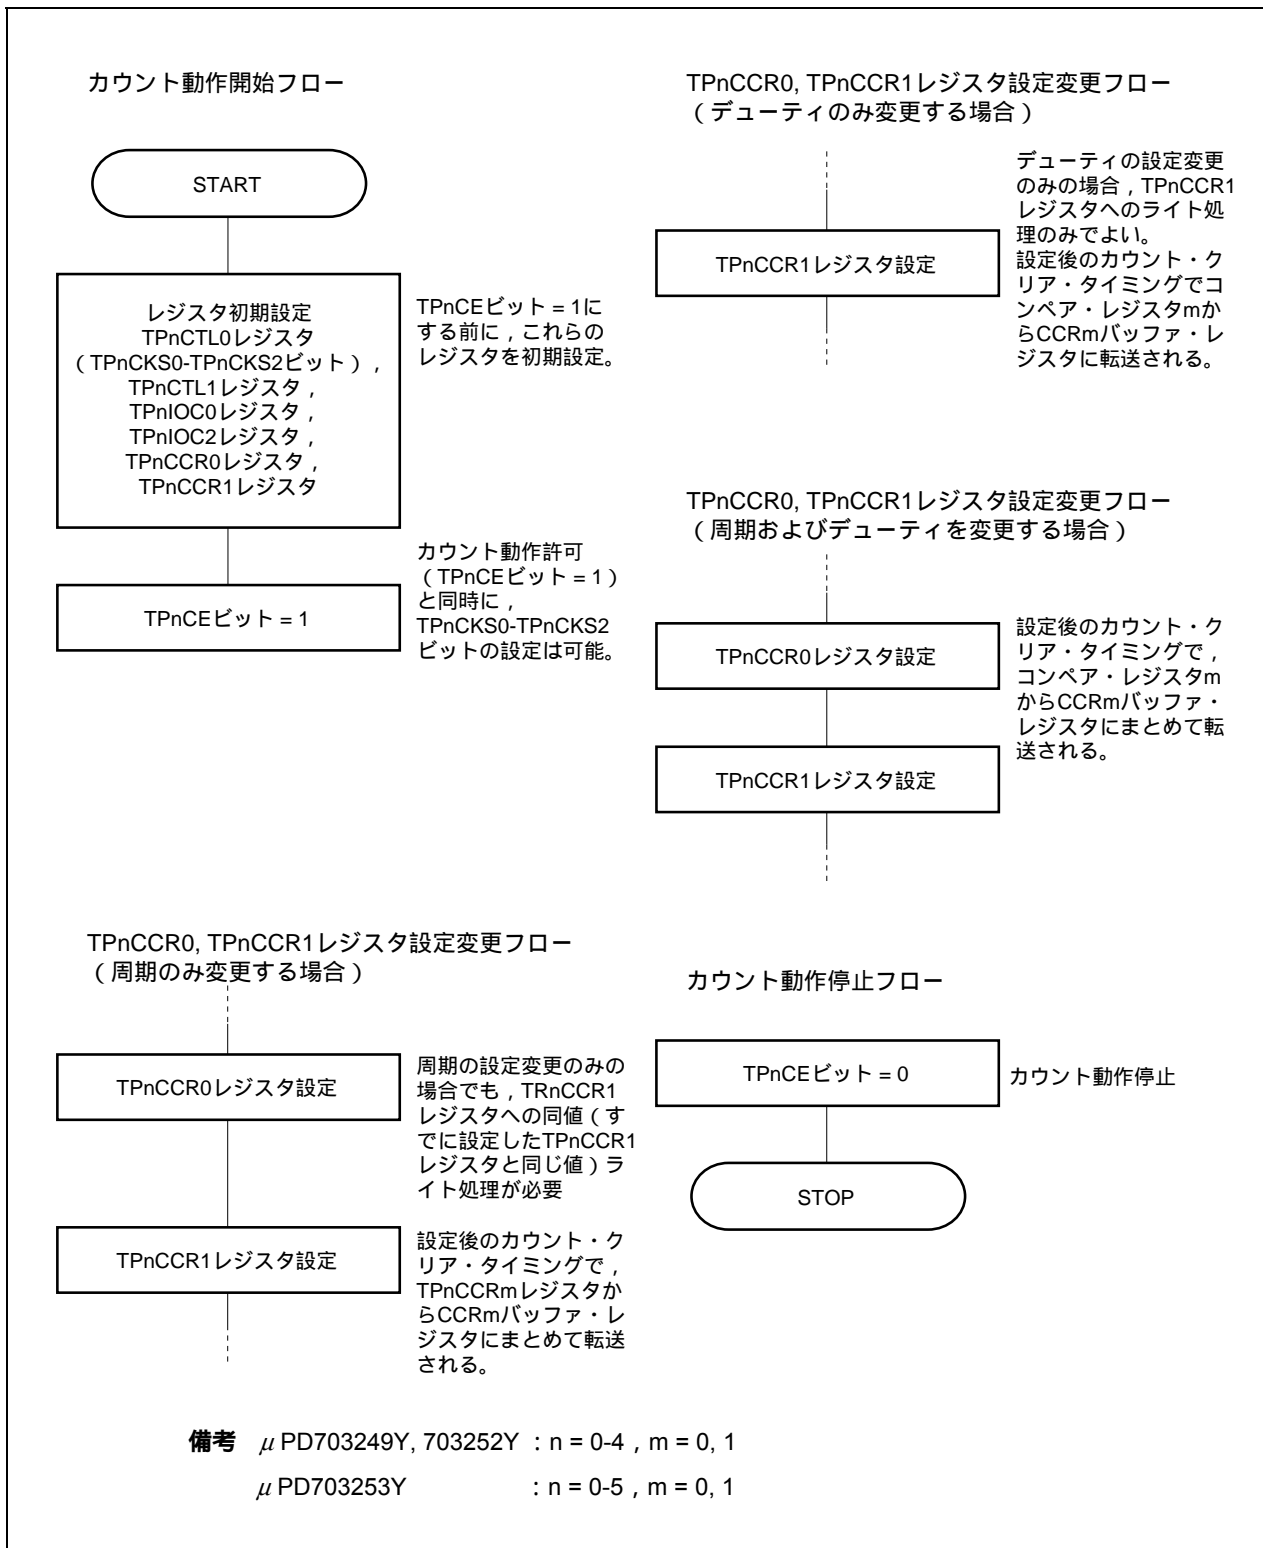 カウント動作開始フロー
START
レジスタ初期設定
TPnCTL0レジスタ
（TPnCKS0-TPnCKS2ビット），
TPnCTL1レジスタ，
TPnIOC0レジスタ，
TPnIOC2レジスタ，
TPnCCR0レジスタ，
TPnCCR1レジスタ
TPnCEビット = 1に
する前に，これらの
レジスタを初期設定。
TPnCEビット = 1
カウント動作許可
（TPnCEビット = 1）
と同時に，
TPnCKS0-TPnCKS2
ビットの設定は可能。
TPnCCR0, TPnCCR1レジスタ設定変更フロー
（デューティのみ変更する場合）
TPnCCR1レジスタ設定
デューティの設定変更
のみの場合，TPnCCR1
レジスタへのライト処
理のみでよい。
設定後のカウント・ク
リア・タイミングでコ
ンペア・レジスタmか
らCCRmバッファ・レ
ジスタに転送される。
TPnCCR0, TPnCCR1レジスタ設定変更フロー
（周期およびデューティを変更する場合）
TPnCCR0レジスタ設定
TPnCCR1レジスタ設定
設定後のカウント・ク
リア・タイミングで，
コンペア・レジスタm
からCCRmバッファ・
レジスタにまとめて転
送される。
TPnCCR0, TPnCCR1レジスタ設定変更フロー
（周期のみ変更する場合）
TPnCCR0レジスタ設定
周期の設定変更のみの
場合でも，TRnCCR1
レジスタへの同値（す
でに設定したTPnCCR1
レジスタと同じ値）ラ
イト処理が必要
TPnCCR1レジスタ設定
設定後のカウント・ク
リア・タイミングで，
TPnCCRmレジスタか
らCCRmバッファ・レ
ジスタにまとめて転送
される。
カウント動作停止フロー
TPnCEビット = 0
カウント動作停止
STOP
備考 μPD703249Y, 703252Y：n = 0-4，m = 0, 1
μPD703253Y：n = 0-5，m = 0, 1